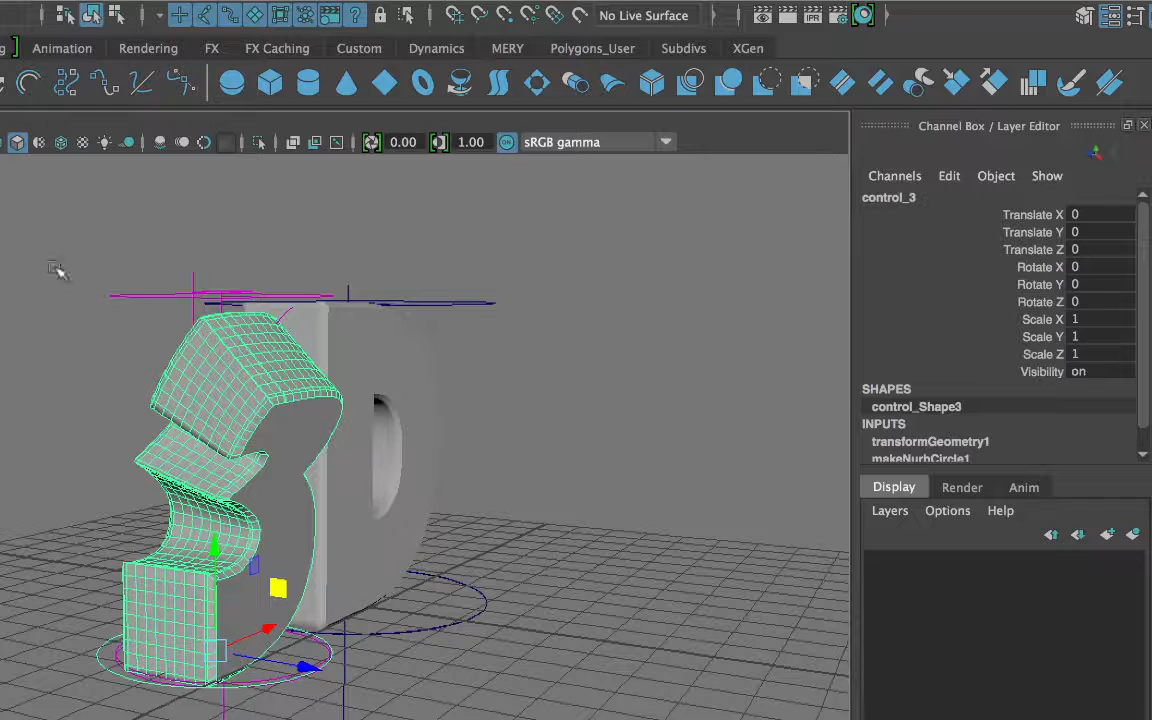 No Live Surface
g
Animation
Rendering
FX
FX Caching
Custom
Dynamics
MERY
Polygons_User
Subdivs
XGen
0.00
1.00
ON
sRGB gamma
IPR
Channel Box / Layer Editor
Channels
Edit
Object
Show
control_3
Translate X 0
Translate Y 0
Translate Z 0
Rotate X 0
Rotate Y 0
Rotate Z 0
Scale X 1
Scale Y 1
Scale Z 1
Visibility on
SHAPES
control_Shape3
INPUTS
transformGeometry1
makeNurbCircle1
Display
Render
Anim
Layers
Options
Help